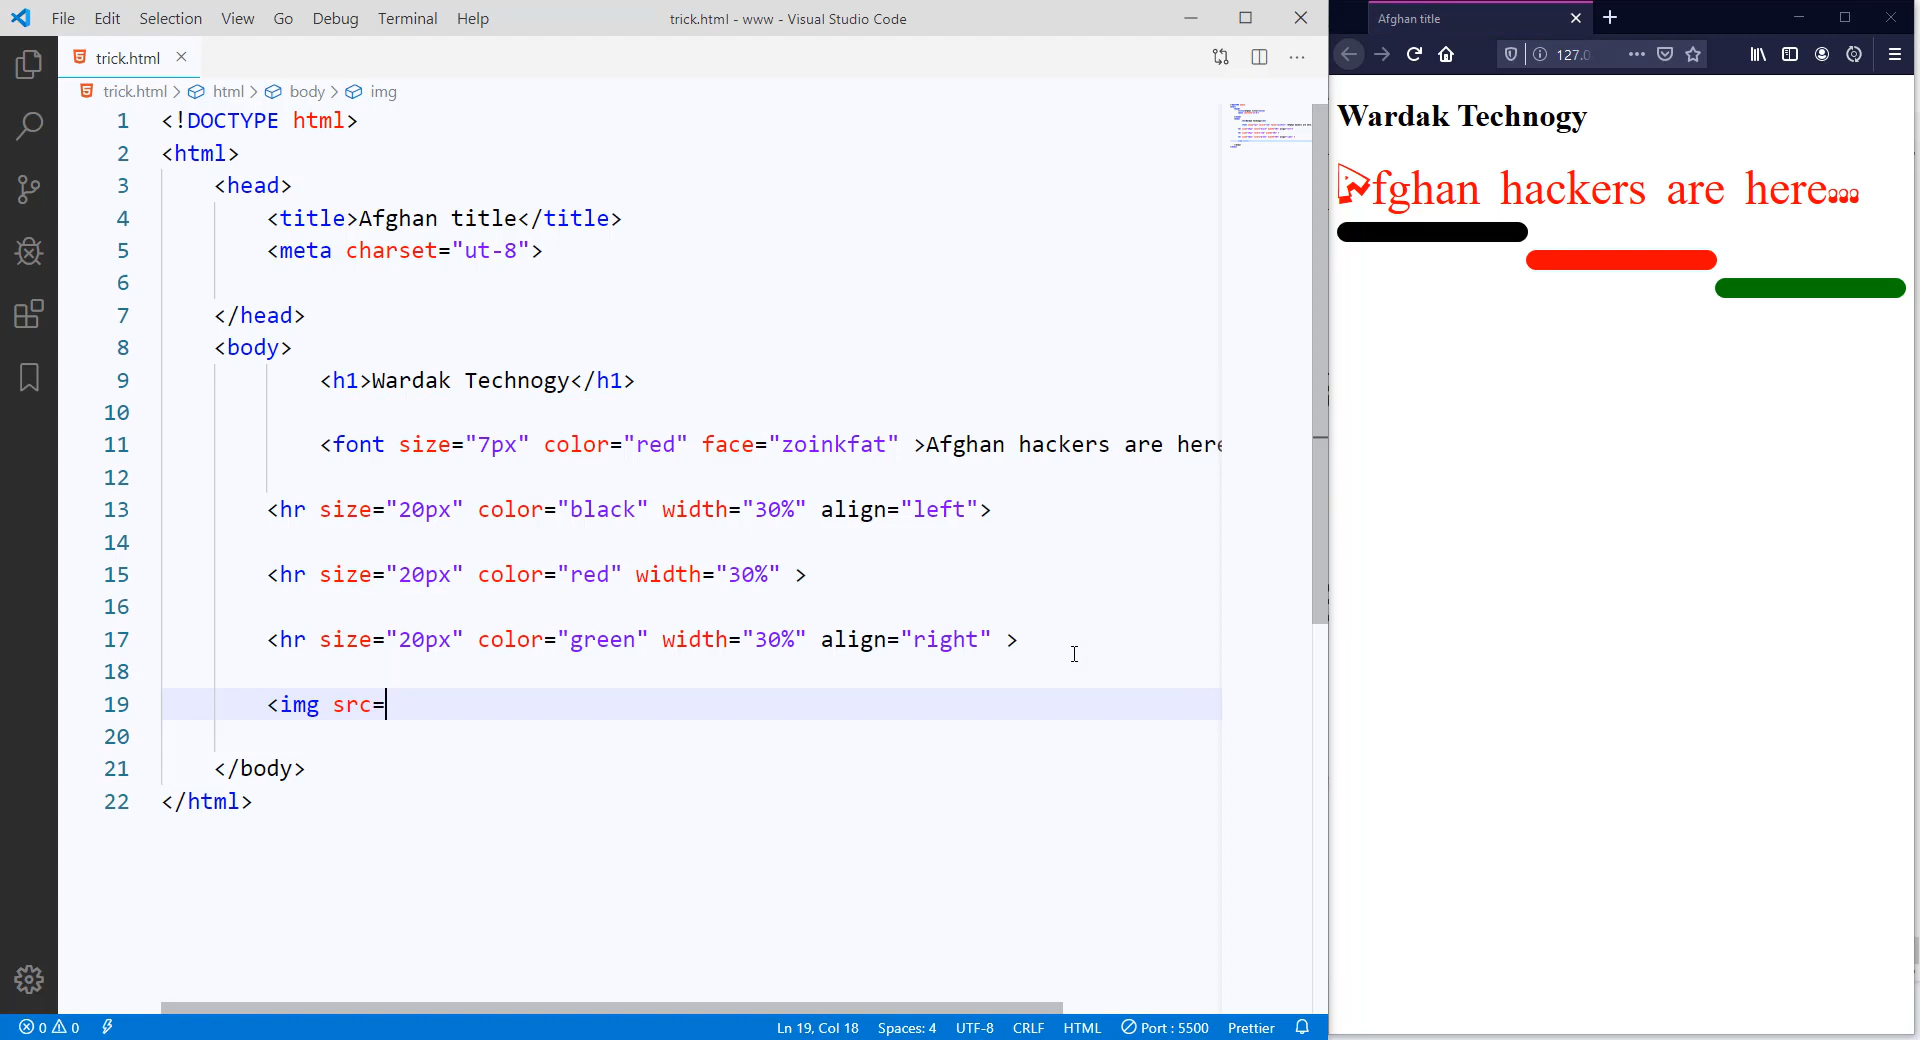 File Edit Selection View Go Debug Terminal Help
trick.html - www - Visual Studio Code
trick.html
trick.html > html > body > img
1 <!DOCTYPE html>
2 <html>
3 <head>
4 <title>Afghan title</title>
5 <meta charset="ut-8">
6
7 </head>
8 <body>
9 <h1>Wardak Technogy</h1>
10
11 <font size="7px" color="red" face="zoinkfat" >Afghan hackers are here
12
13 <hr size="20px" color="black" width="30%" align="left">
14
15 <hr size="20px" color="red" width="30%" >
16
17 <hr size="20px" color="green" width="30%" align="right" >
18
19 <img src=
20
21 </body>
22 </html>
0 0
Ln 19, Col 18 Spaces: 4 UTF-8 CRLF HTML Port : 5500 Prettier
Afghan title
127.0
Wardak Technogy
Afghan hackers are here...